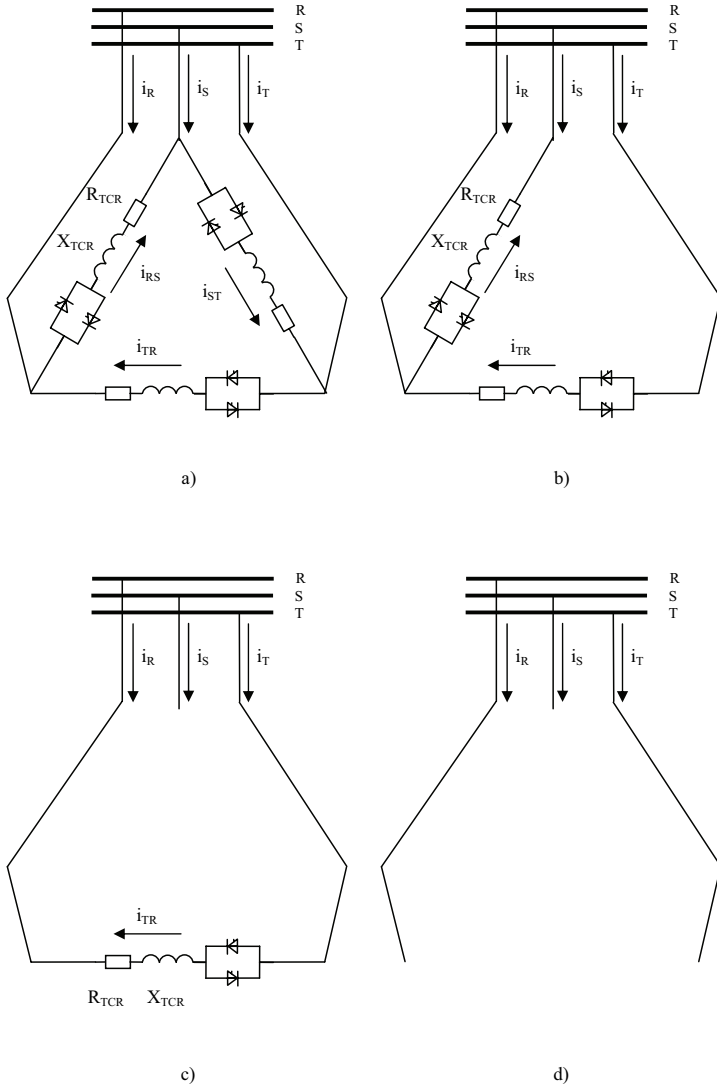 R
S
T
i_R
i_S
i_T
R_TCR
X_TCR
i_RS
i_ST
i_TR
a)
R
S
T
i_R
i_S
i_T
R_TCR
X_TCR
i_RS
i_TR
b)
R
S
T
i_R
i_S
i_T
i_TR
R_TCR X_TCR
c)
R
S
T
i_R
i_S
i_T
d)